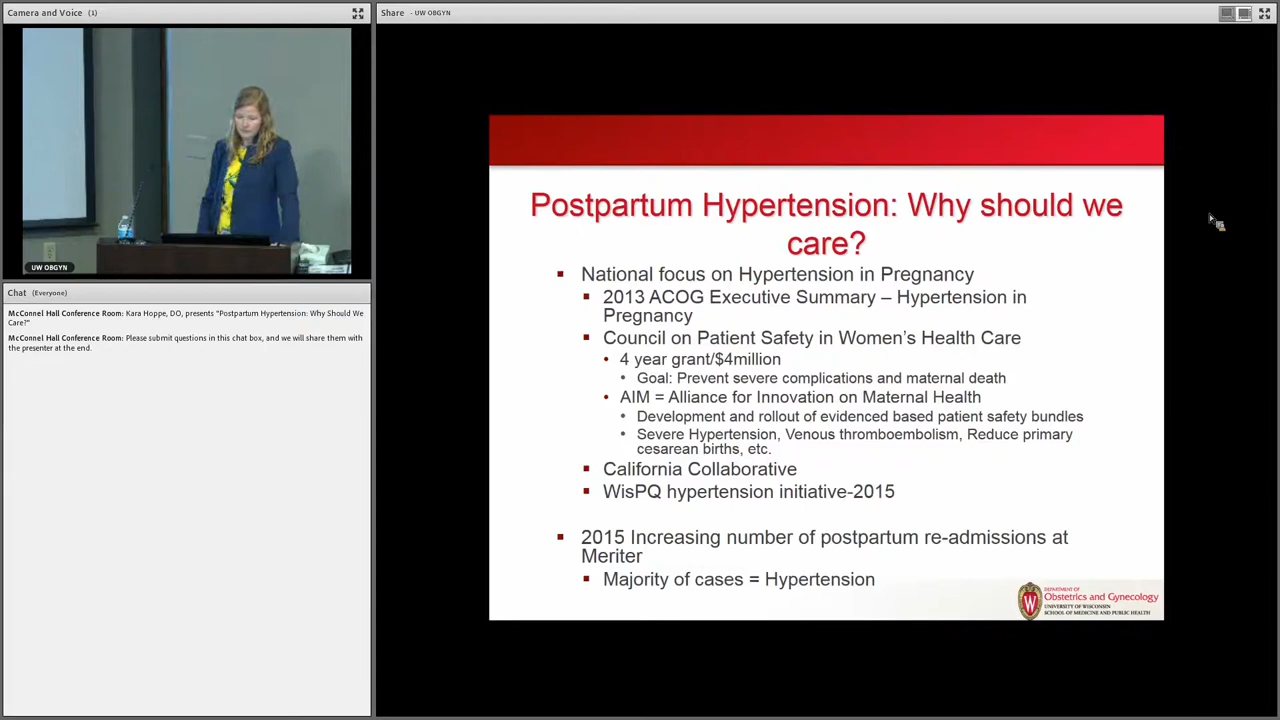 Camera and Voice (1)
UW OBGYN
Chat (Everyone)
McConnel Hall Conference Room: Kara Hoppe, DO, presents "Postpartum Hypertension: Why Should We
Care?"
McConnel Hall Conference Room: Please submit questions in this chat box, and we will share them with
the presenter at the end.
Share - UW OBGYN
Postpartum Hypertension: Why should we
care?
National focus on Hypertension in Pregnancy
2013 ACOG Executive Summary – Hypertension in
Pregnancy
Council on Patient Safety in Women's Health Care
4 year grant/$4million
Goal: Prevent severe complications and maternal death
AIM = Alliance for Innovation on Maternal Health
Development and rollout of evidenced based patient safety bundles
Severe Hypertension, Venous thromboembolism, Reduce primary
cesarean births, etc.
California Collaborative
WisPQ hypertension initiative-2015
2015 Increasing number of postpartum re-admissions at
Meriter
Majority of cases = Hypertension
W
DEPARTMENT OF
Obstetrics and Gynecology
UNIVERSITY OF WISCONSIN
SCHOOL OF MEDICINE AND PUBLIC HEALTH